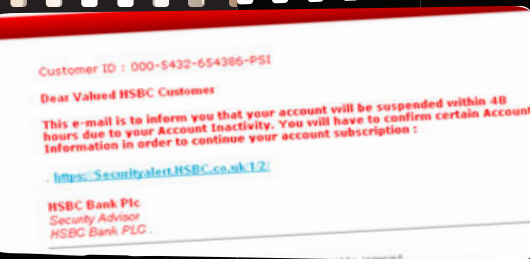 Customer ID : 000-5432-654386-PSI
Dear Valued HSBC Customer
This e-mail is to inform you that your account will be suspended within 48
hours due to your Account Inactivity. You will have to confirm certain Account
Information in order to continue your account subscription :
. https://Securityalert.HSBC.co.uk/1/2/
HSBC Bank Plc
Security Advisor
HSBC Bank PLC .